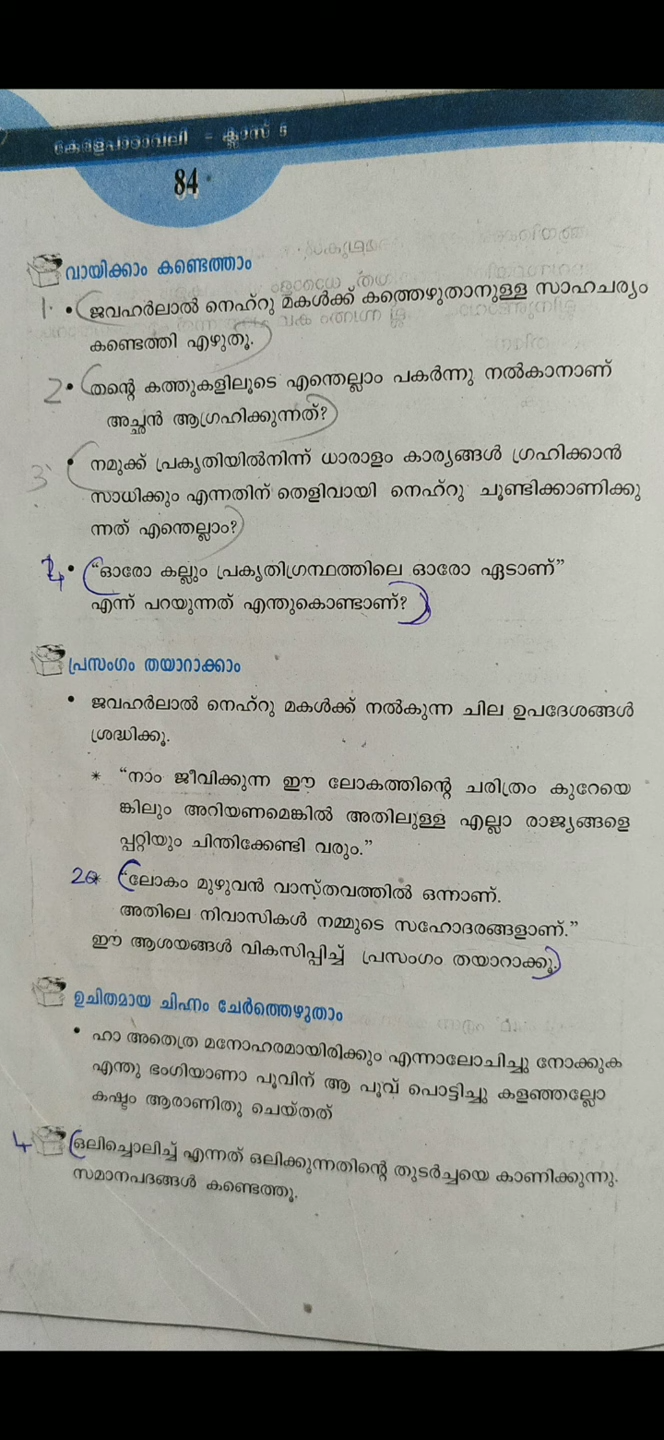 കേരളപാഠാവലി - ക്ലാസ് 5
84
വായിക്കാം കണ്ടെത്താം
1. • ജവഹർലാൽ നെഹ്റു മകൾക്ക് കത്തെഴുതാനുള്ള സാഹചര്യം
കണ്ടെത്തി എഴുതൂ.
2 • തന്റെ കത്തുകളിലൂടെ എന്തെല്ലാം പകർന്നു നൽകാനാണ്
അച്ഛൻ ആഗ്രഹിക്കുന്നത്?
3 • നമുക്ക് പ്രകൃതിയിൽനിന്ന് ധാരാളം കാര്യങ്ങൾ ഗ്രഹിക്കാൻ
സാധിക്കും എന്നതിന് തെളിവായി നെഹ്റു ചൂണ്ടിക്കാണിക്കു
ന്നത് എന്തെല്ലാം?
4 • “ഓരോ കല്ലും പ്രകൃതിഗ്രന്ഥത്തിലെ ഓരോ ഏടാണ്”
എന്ന് പറയുന്നത് എന്തുകൊണ്ടാണ്?
പ്രസംഗം തയാറാക്കാം
• ജവഹർലാൽ നെഹ്റു മകൾക്ക് നൽകുന്ന ചില ഉപദേശങ്ങൾ
ശ്രദ്ധിക്കൂ.
* “നാം ജീവിക്കുന്ന ഈ ലോകത്തിന്റെ ചരിത്രം കുറേയെ
ങ്കിലും അറിയണമെങ്കിൽ അതിലുള്ള എല്ലാ രാജ്യങ്ങളെ
പ്പറ്റിയും ചിന്തിക്കേണ്ടി വരും.”
* “ലോകം മുഴുവൻ വാസ്തവത്തിൽ ഒന്നാണ്.
അതിലെ നിവാസികൾ നമ്മുടെ സഹോദരങ്ങളാണ്.”
ഈ ആശയങ്ങൾ വികസിപ്പിച്ച് പ്രസംഗം തയാറാക്കൂ.
ഉചിതമായ ചിഹ്നം ചേർത്തെഴുതാം
• ഹാ അതെത്ര മനോഹരമായിരിക്കും എന്നാലോചിച്ചു നോക്കുക
എന്തു ഭംഗിയാണാ പൂവിന് ആ പൂവ് പൊട്ടിച്ചു കളഞ്ഞല്ലോ
കഷ്ടം ആരാണിതു ചെയ്തത്
4 ഒലിച്ചൊലിച്ച് എന്നത് ഒലിക്കുന്നതിന്റെ തുടർച്ചയെ കാണിക്കുന്നു.
സമാനപദങ്ങൾ കണ്ടെത്തൂ.